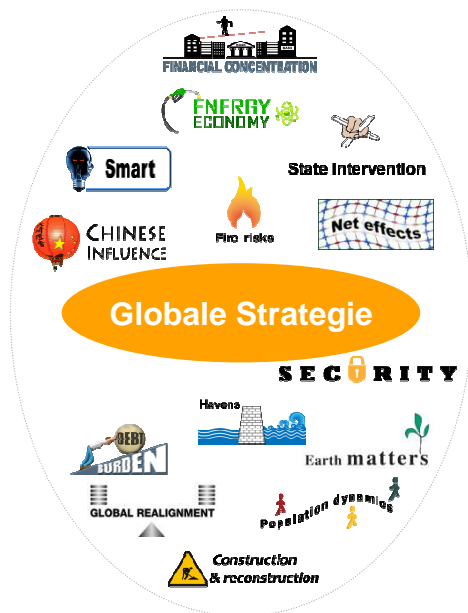 BANK
FINANCIAL CONCENTRATION
ENERGY
ECONOMY
Smart
State Intervention
CHINESE
INFLUENCE
Fire risks
Net effects
Globale Strategie
SECURITY
Havens
DEBT
BURDEN
Earth matters
GLOBAL REALIGNMENT
Population dynamics
Construction
& reconstruction